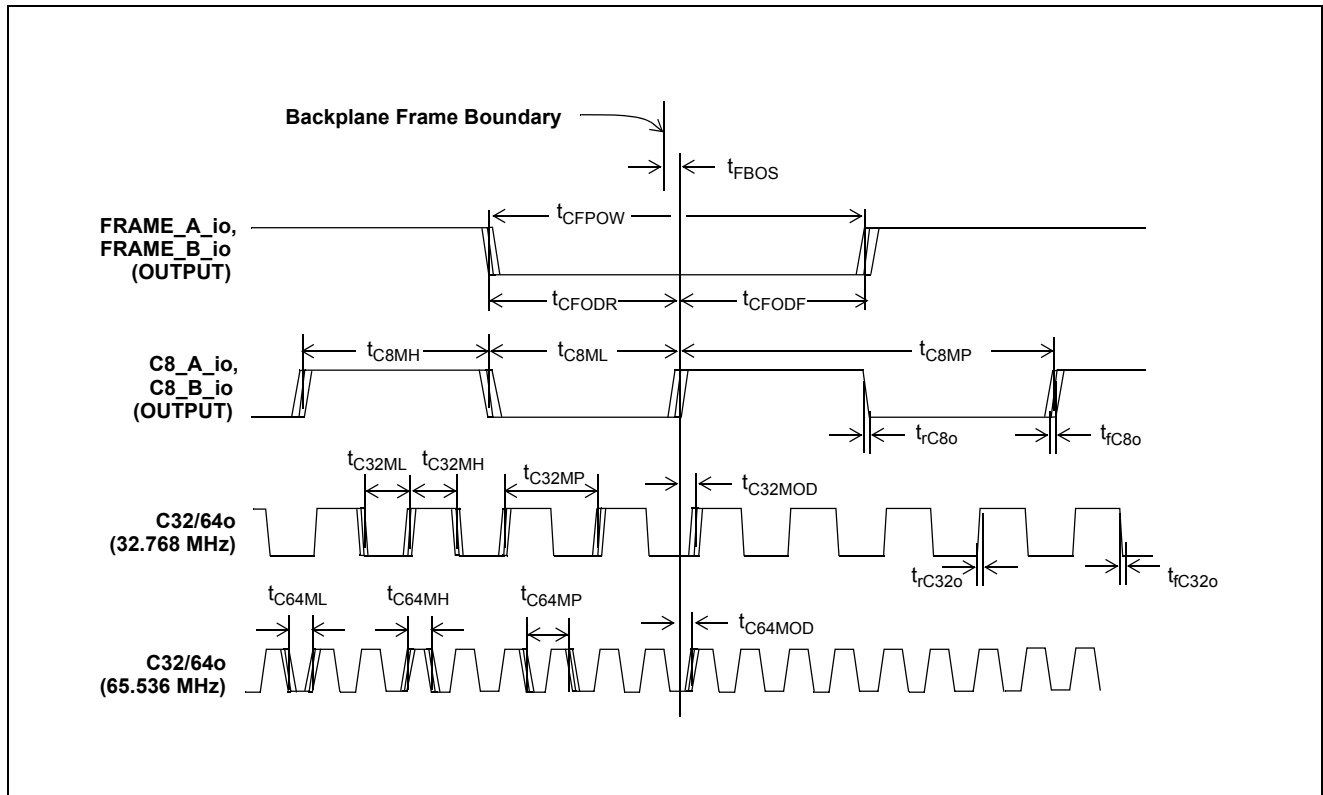 Backplane Frame Boundary
tFBOS
tCFPOW
FRAME_A_io,
FRAME_B_io
(OUTPUT)
tCFODR
tCFODF
tC8MH
tC8ML
tC8MP
C8_A_io,
C8_B_io
(OUTPUT)
trC8o
tfC8o
tC32ML
tC32MH
tC32MP
tC32MOD
C32/64o
(32.768 MHz)
trC32o
tfC32o
tC64ML
tC64MH
tC64MP
tC64MOD
C32/64o
(65.536 MHz)